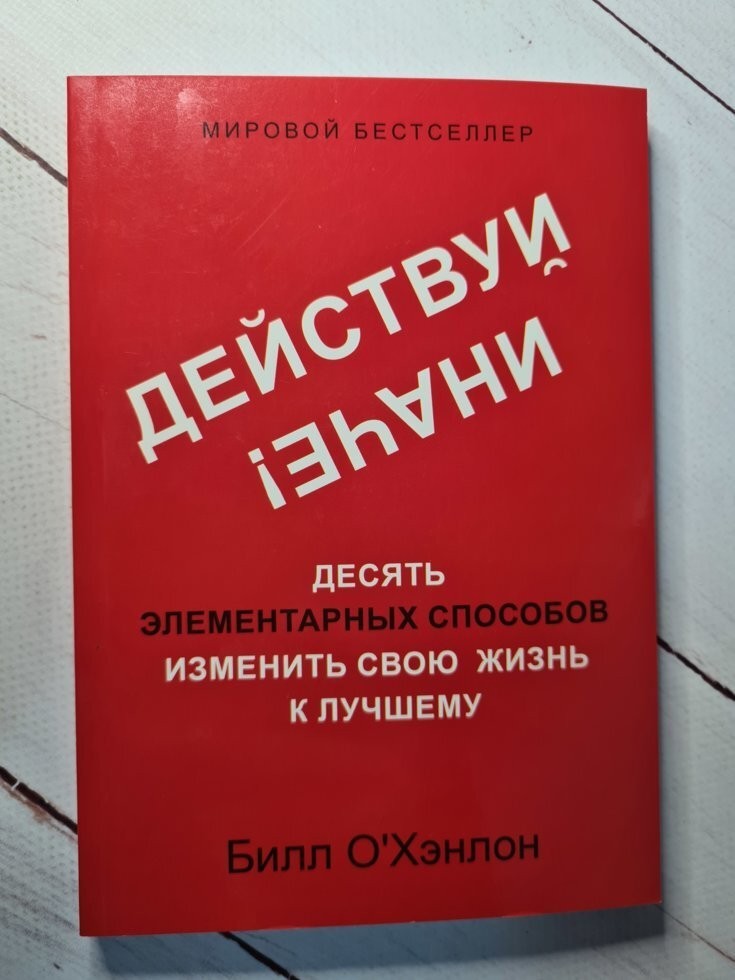 МИРОВОЙ БЕСТСЕЛЛЕР
ДЕЙСТВУЙ
ИНАЧЕ!
ДЕСЯТЬ
ЭЛЕМЕНТАРНЫХ СПОСОБОВ
ИЗМЕНИТЬ СВОЮ ЖИЗНЬ
К ЛУЧШЕМУ
Билл О'Хэнлон